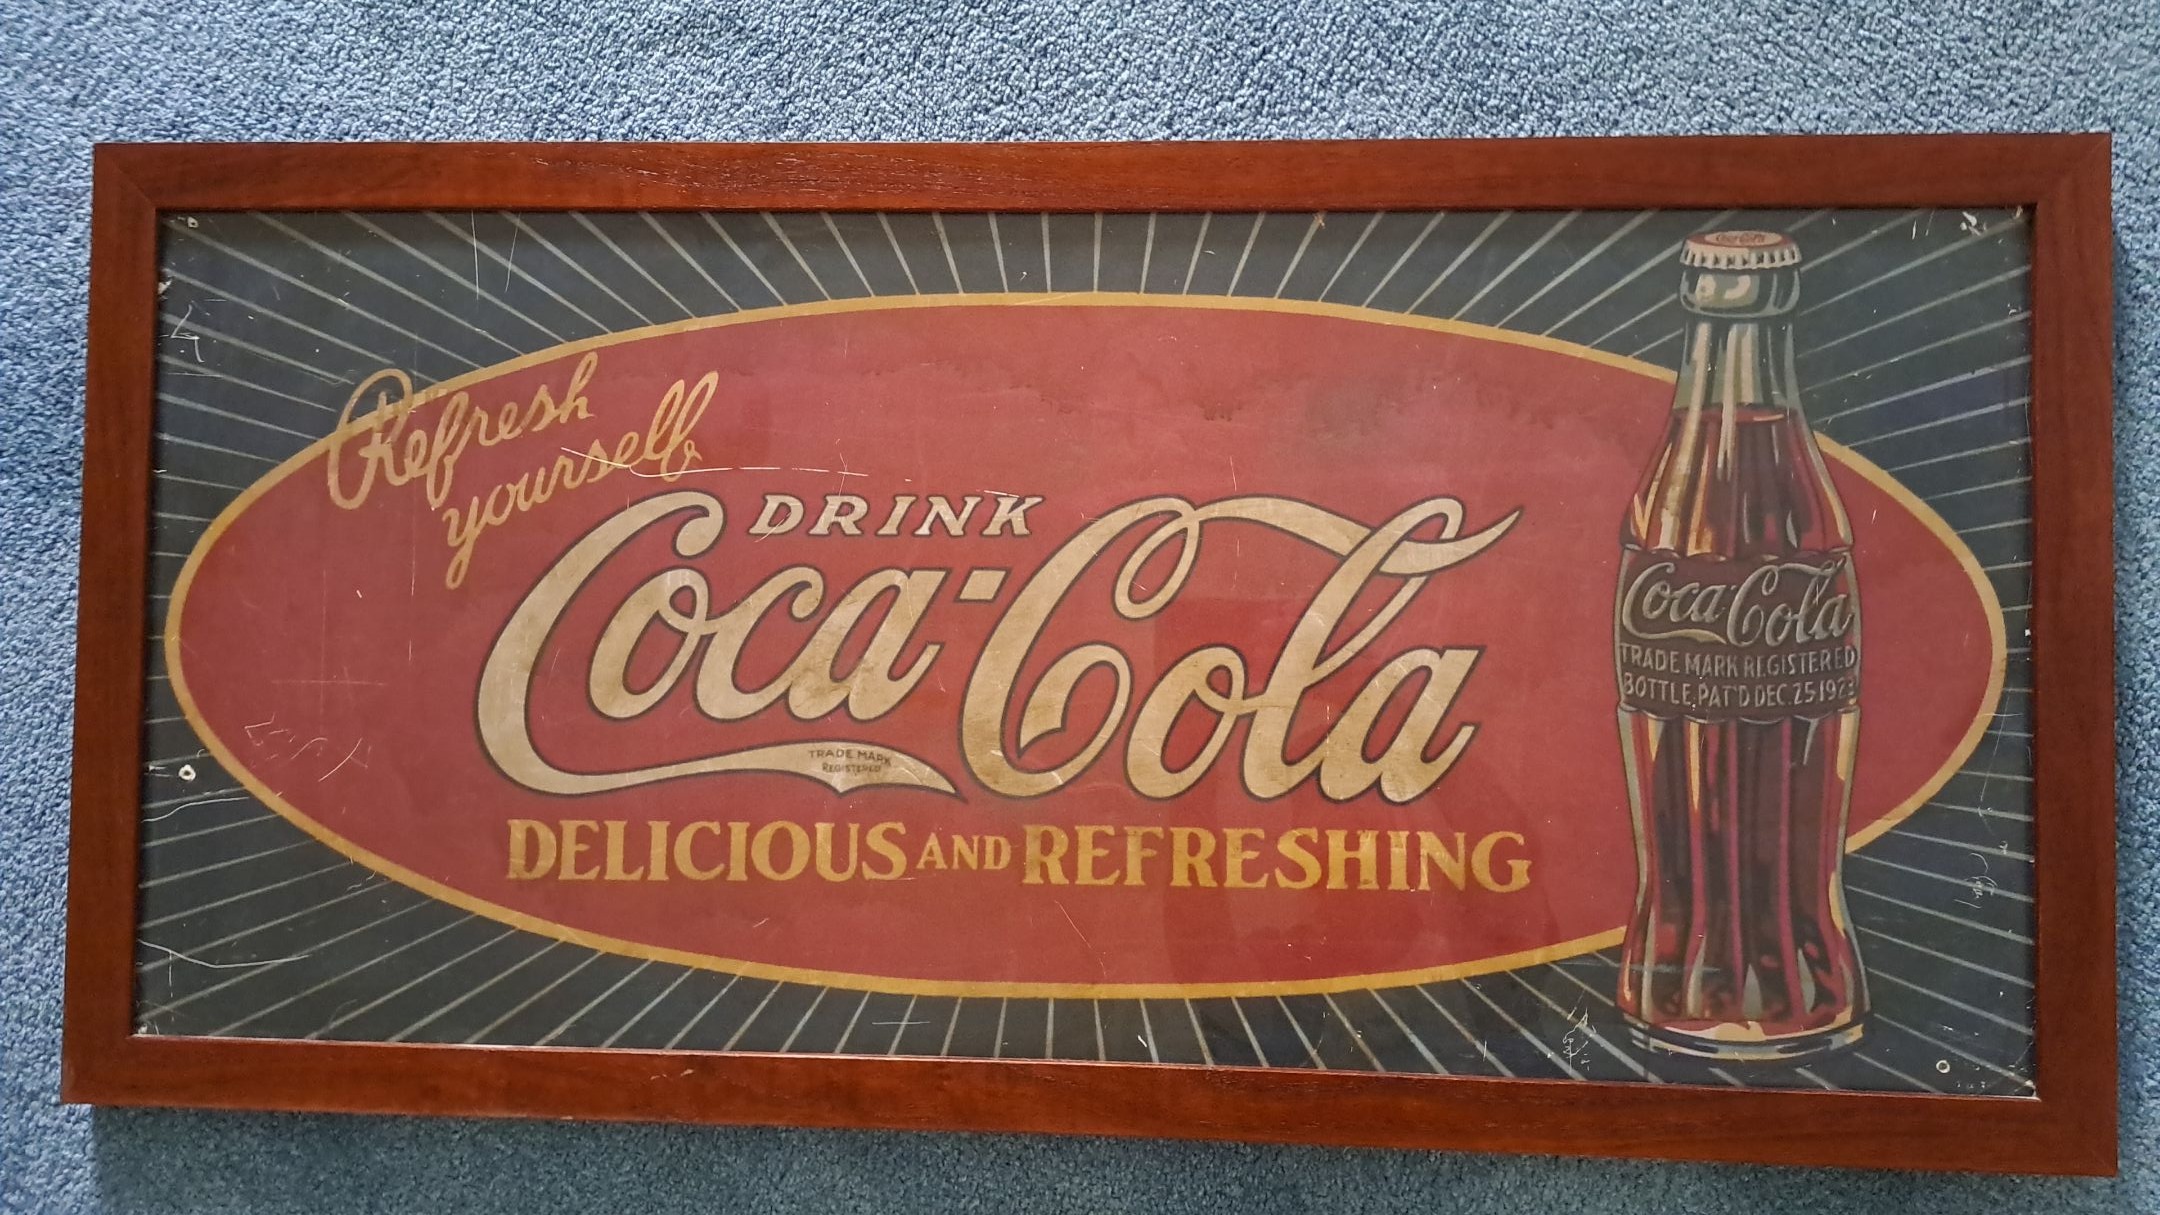 Refresh
yourself
DRINK
Coca-Cola
TRADE MARK
REGISTERED
DELICIOUS AND REFRESHING
Coca-Cola
Coca-Cola
TRADE MARK REGISTERED
BOTTLE PAT'D DEC. 25 1923